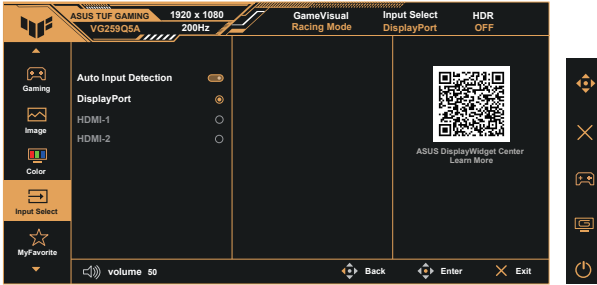 ASUS TUF GAMING 1920 x 1080
VG259Q5A 200Hz
GameVisual
Racing Mode
Input Select
DisplayPort
HDR
OFF
Gaming
Image
Color
Input Select
MyFavorite
Auto Input Detection
DisplayPort
HDMI-1
HDMI-2
ASUS DisplayWidget Center
Learn More
volume 50
Back
Enter
Exit